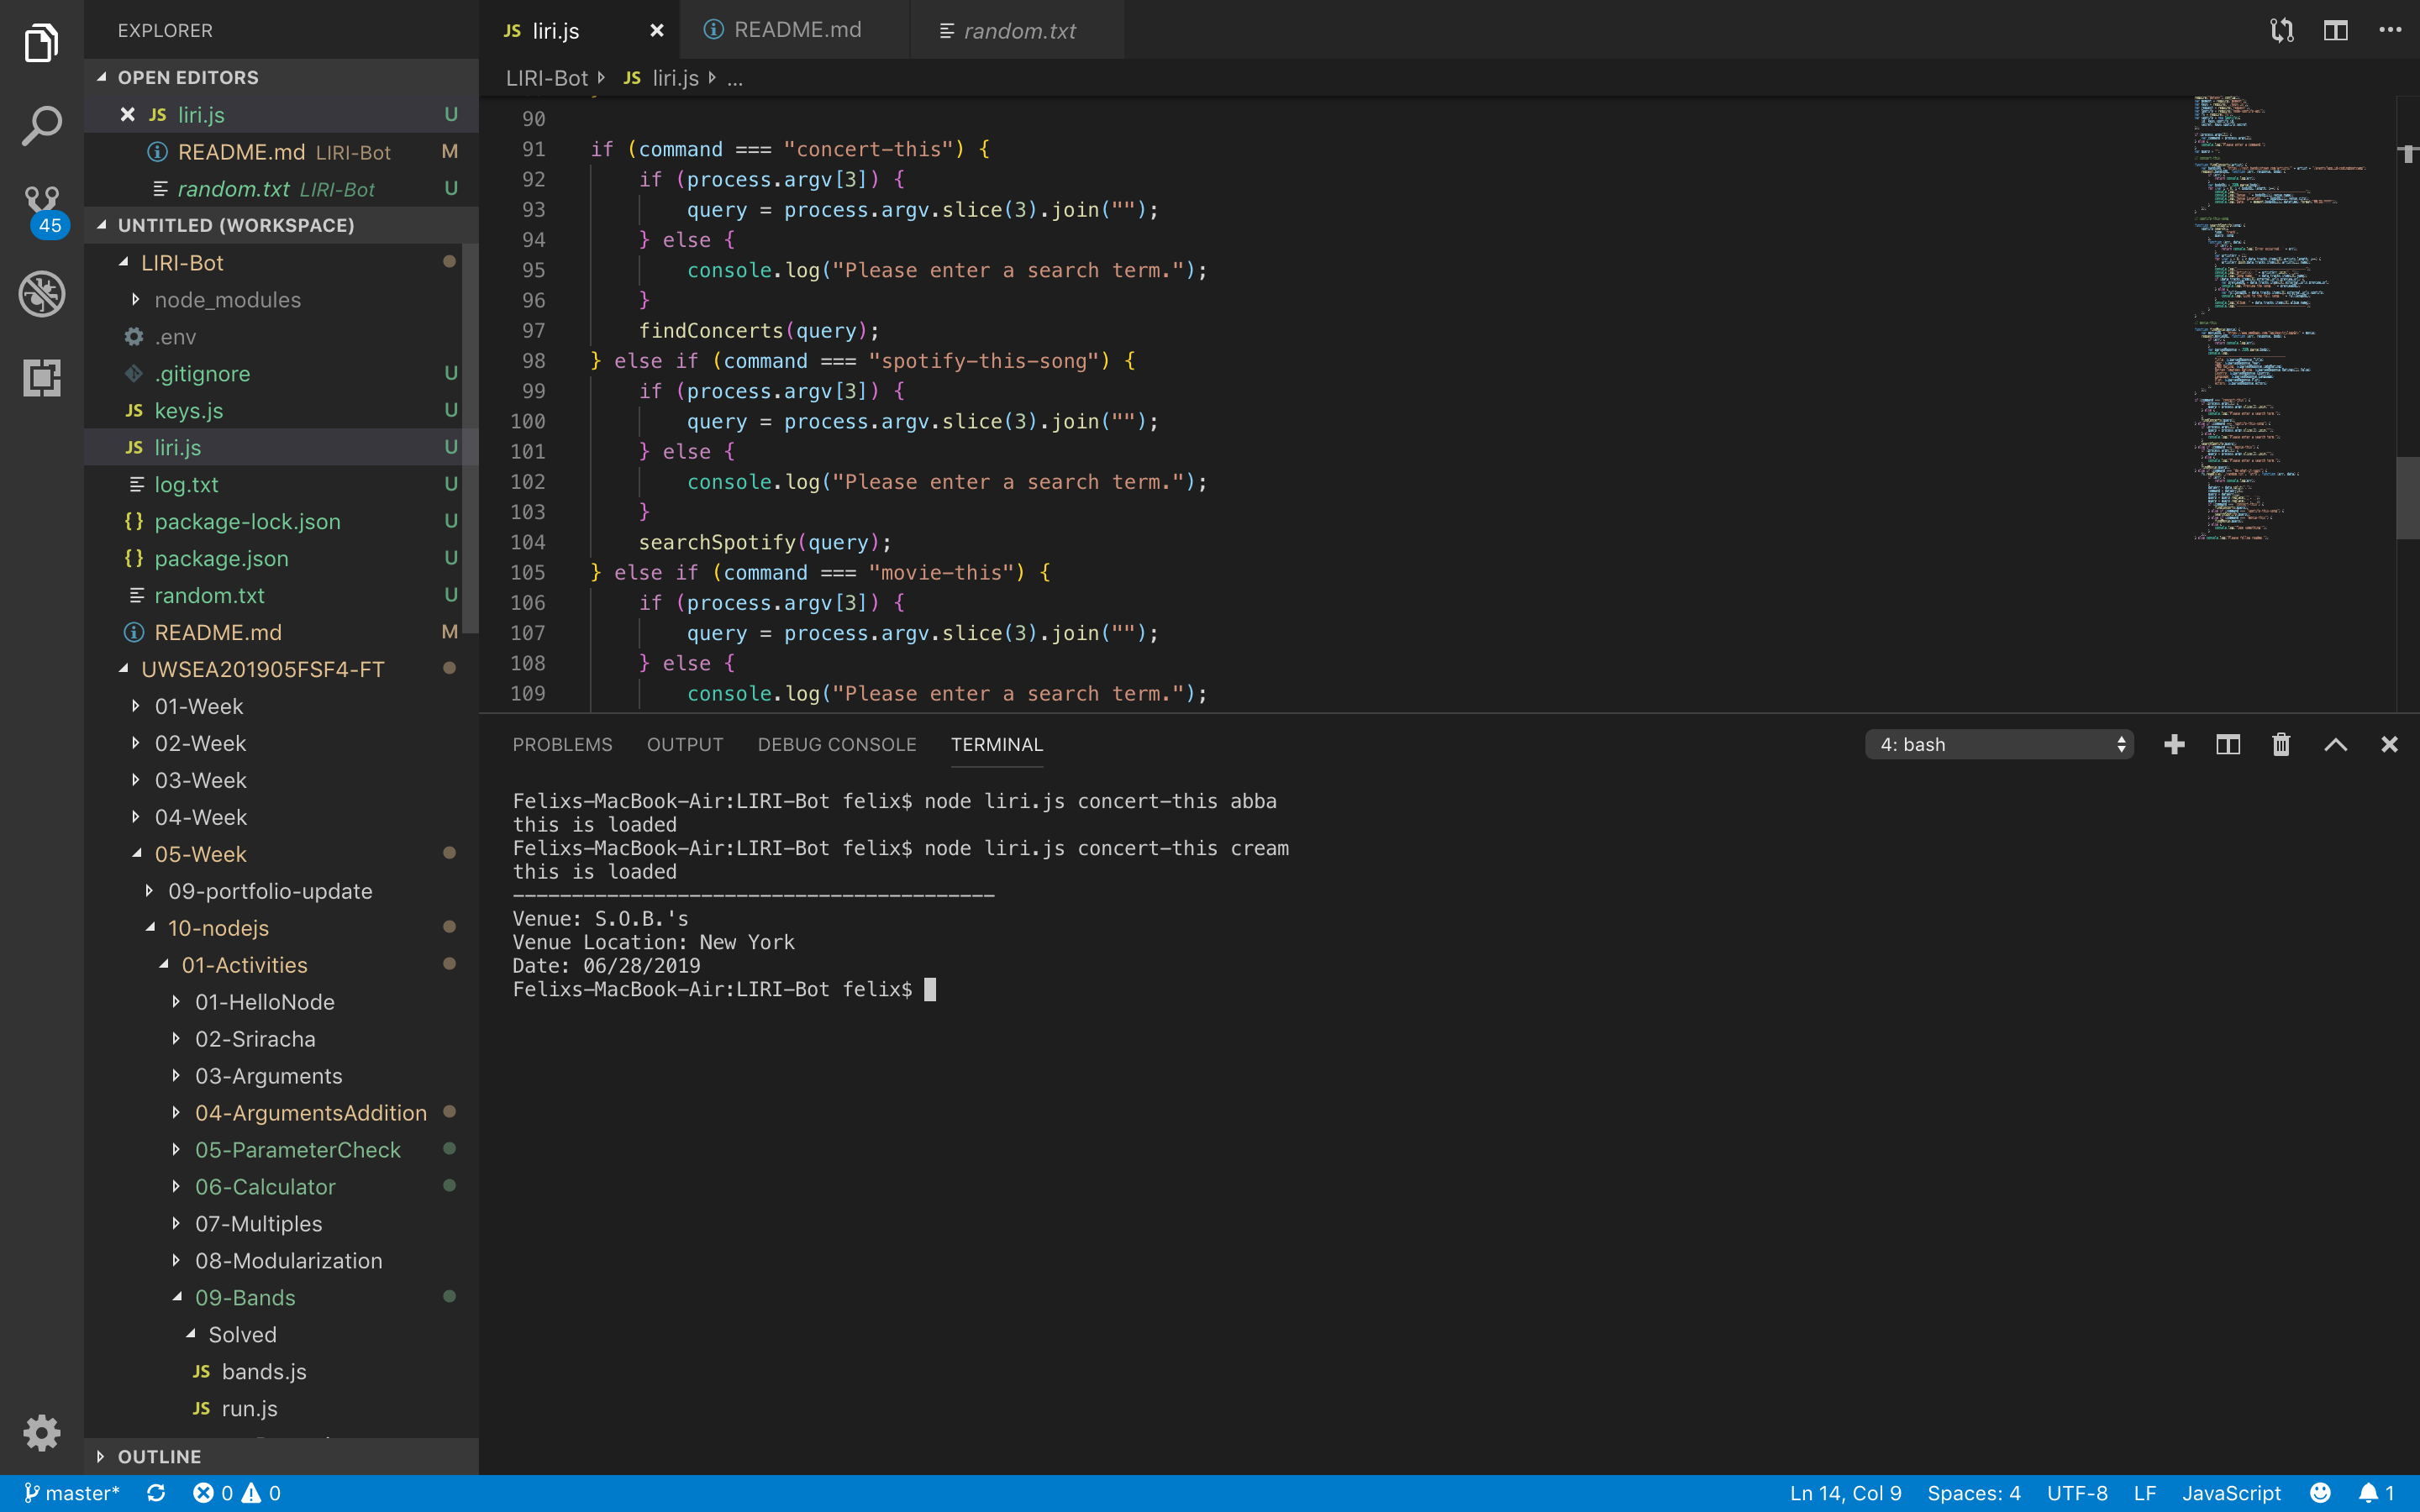 EXPLORER
OPEN EDITORS
JS liri.js U
README.md LIRI-Bot M
random.txt LIRI-Bot U
45
UNTITLED (WORKSPACE)
LIRI-Bot
node_modules
.env
.gitignore U
JS keys.js U
JS liri.js U
log.txt U
{} package-lock.json U
{} package.json U
random.txt U
README.md M
UWSEA201905FSF4-FT
01-Week
02-Week
03-Week
04-Week
05-Week
09-portfolio-update
10-nodejs
01-Activities
01-HelloNode
02-Sriracha
03-Arguments
04-ArgumentsAddition
05-ParameterCheck
06-Calculator
07-Multiples
08-Modularization
09-Bands
Solved
JS bands.js
JS run.js
OUTLINE
JS liri.js README.md random.txt
LIRI-Bot JS liri.js ...
90
91 if (command === "concert-this") {
92 if (process.argv[3]) {
93 query = process.argv.slice(3).join("");
94 } else {
95 console.log("Please enter a search term.");
96 }
97 findConcerts(query);
98 } else if (command === "spotify-this-song") {
99 if (process.argv[3]) {
100 query = process.argv.slice(3).join("");
101 } else {
102 console.log("Please enter a search term.");
103 }
104 searchSpotify(query);
105 } else if (command === "movie-this") {
106 if (process.argv[3]) {
107 query = process.argv.slice(3).join("");
108 } else {
109 console.log("Please enter a search term.");
PROBLEMS OUTPUT DEBUG CONSOLE TERMINAL 4: bash
Felixs-MacBook-Air:LIRI-Bot felix$ node liri.js concert-this abba
this is loaded
Felixs-MacBook-Air:LIRI-Bot felix$ node liri.js concert-this cream
this is loaded
-----------------------------------------
Venue: S.O.B.'s
Venue Location: New York
Date: 06/28/2019
Felixs-MacBook-Air:LIRI-Bot felix$
master* 0 0 Ln 14, Col 9 Spaces: 4 UTF-8 LF JavaScript 1